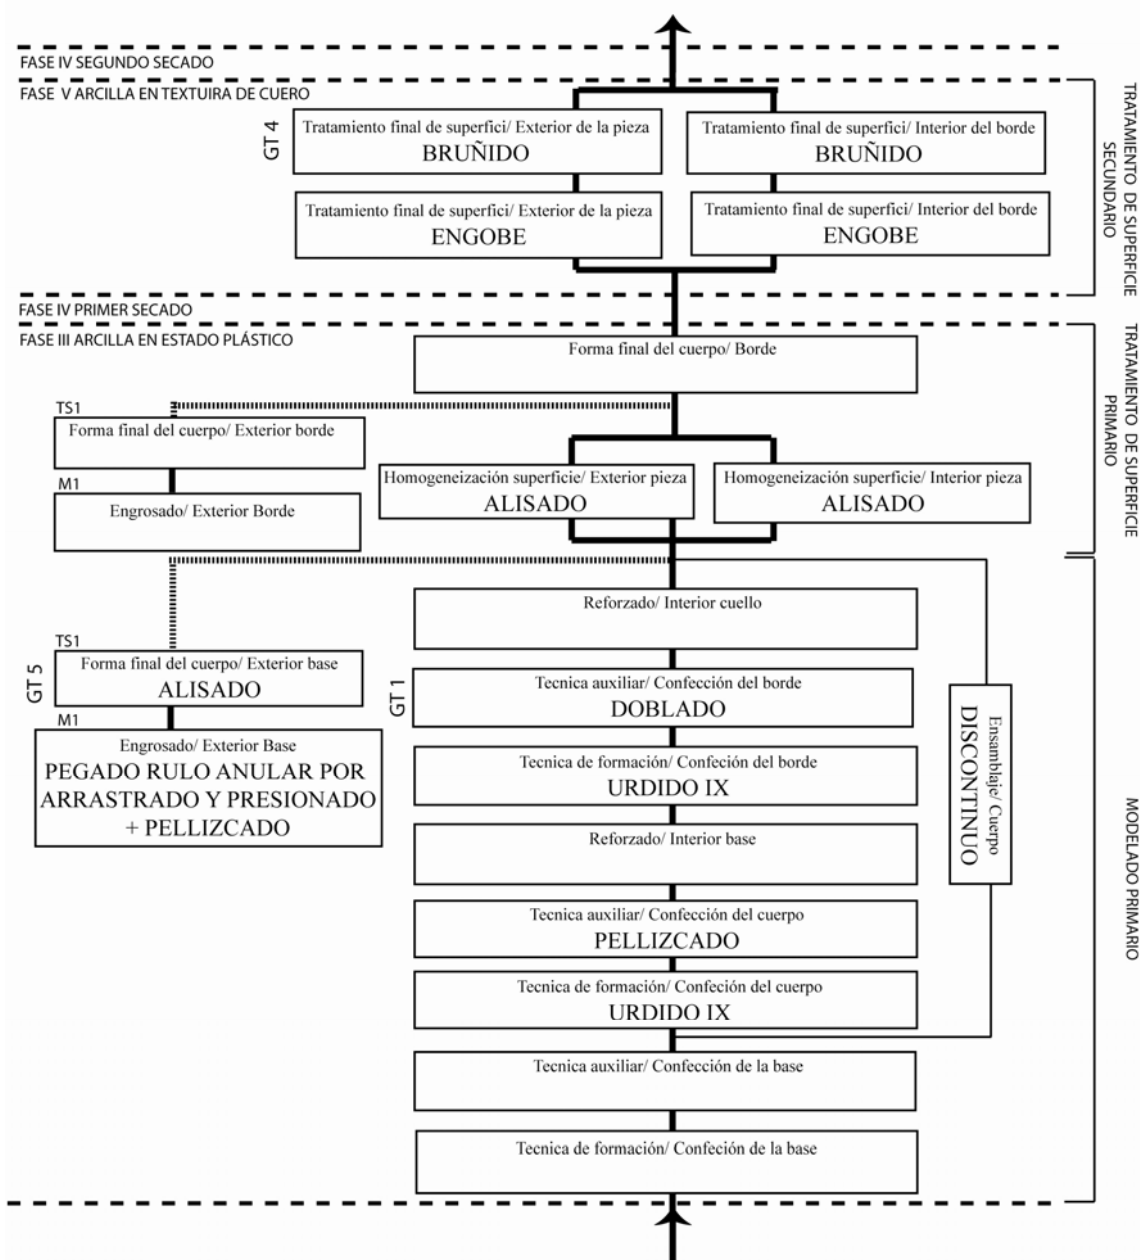 FASE IV SEGUNDO SECADO
FASE V ARCILLA EN TEXTUIRA DE CUERO
GT 4
Tratamiento final de superfici/ Exterior de la pieza
BRUÑIDO
Tratamiento final de superfici/ Interior del borde
BRUÑIDO
Tratamiento final de superfici/ Exterior de la pieza
ENGOBE
Tratamiento final de superfici/ Interior del borde
ENGOBE
TRATAMIENTO DE SUPERFICIE
SECUNDARIO
FASE IV PRIMER SECADO
FASE III ARCILLA EN ESTADO PLÁSTICO
Forma final del cuerpo/ Borde
TS1
Forma final del cuerpo/ Exterior borde
M1
Engrosado/ Exterior Borde
Homogeneización superficie/ Exterior pieza
ALISADO
Homogeneización superficie/ Interior pieza
ALISADO
TRATAMIENTO DE SUPERFICIE
PRIMARIO
Reforzado/ Interior cuello
TS1
GT 5
Forma final del cuerpo/ Exterior base
ALISADO
M1
Engrosado/ Exterior Base
PEGADO RULO ANULAR POR
ARRASTRADO Y PRESIONADO
+ PELLIZCADO
GT 1
Tecnica auxiliar/ Confección del borde
DOBLADO
Tecnica de formación/ Confeción del borde
URDIDO IX
Reforzado/ Interior base
Tecnica auxiliar/ Confección del cuerpo
PELLIZCADO
Tecnica de formación/ Confeción del cuerpo
URDIDO IX
Tecnica auxiliar/ Confección de la base
Tecnica de formación/ Confeción de la base
Ensamblaje/ Cuerpo
DISCONTINUO
MODELADO PRIMARIO